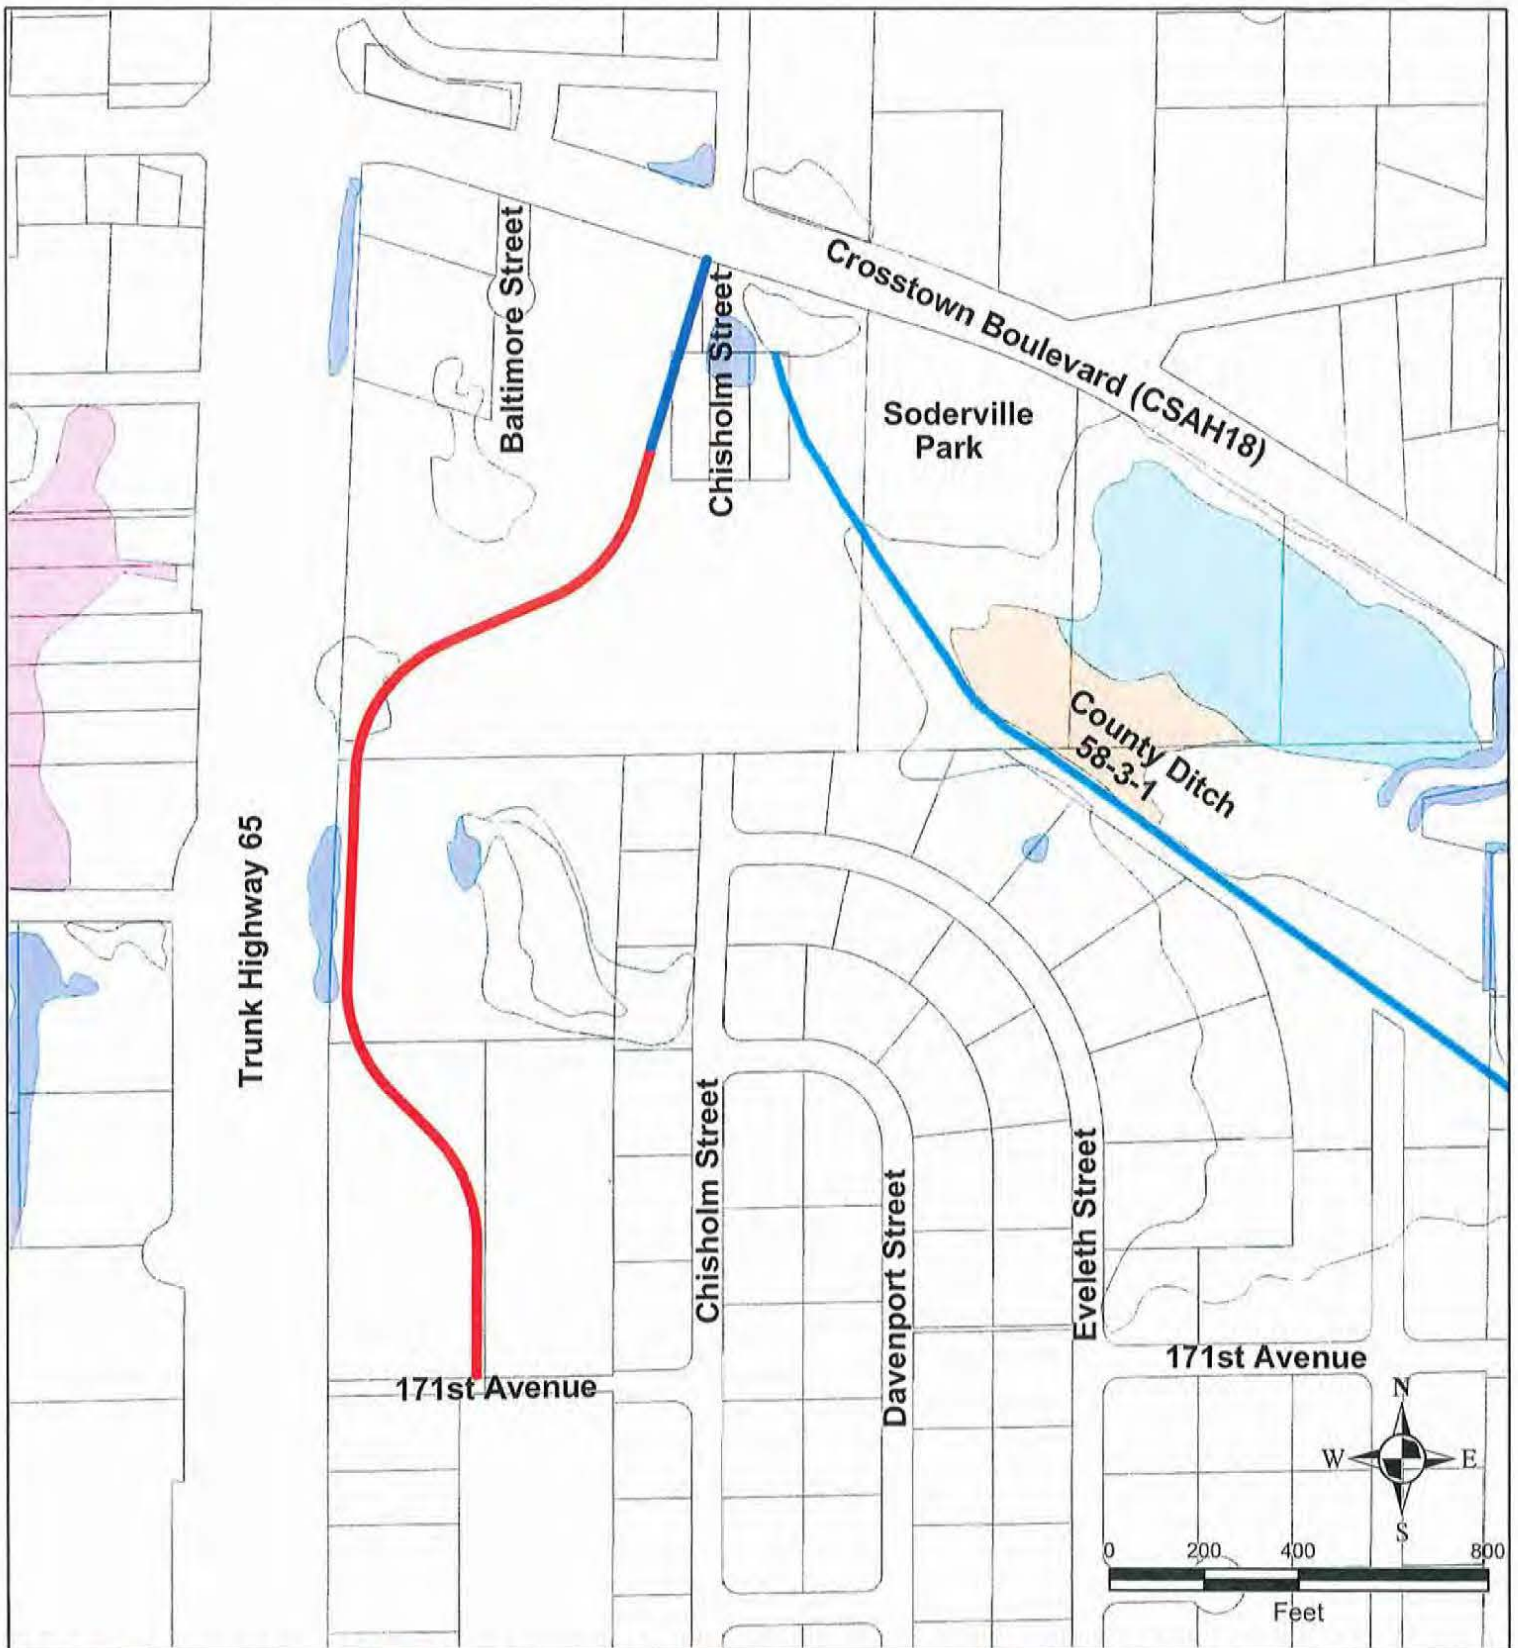 Baltimore Street
Chisholm Street
Crosstown Boulevard (CSAH18)
Soderville
Park
County Ditch
58-3-1
Trunk Highway 65
Chisholm Street
Davenport Street
Eveleth Street
171st Avenue
171st Avenue
N
W
E
S
0 200 400 800
Feet